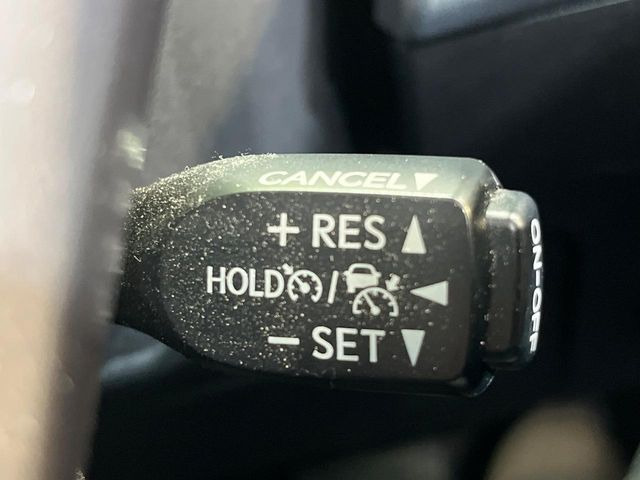 CANCEL
+ RES
HOLD /
- SET
ON-OFF